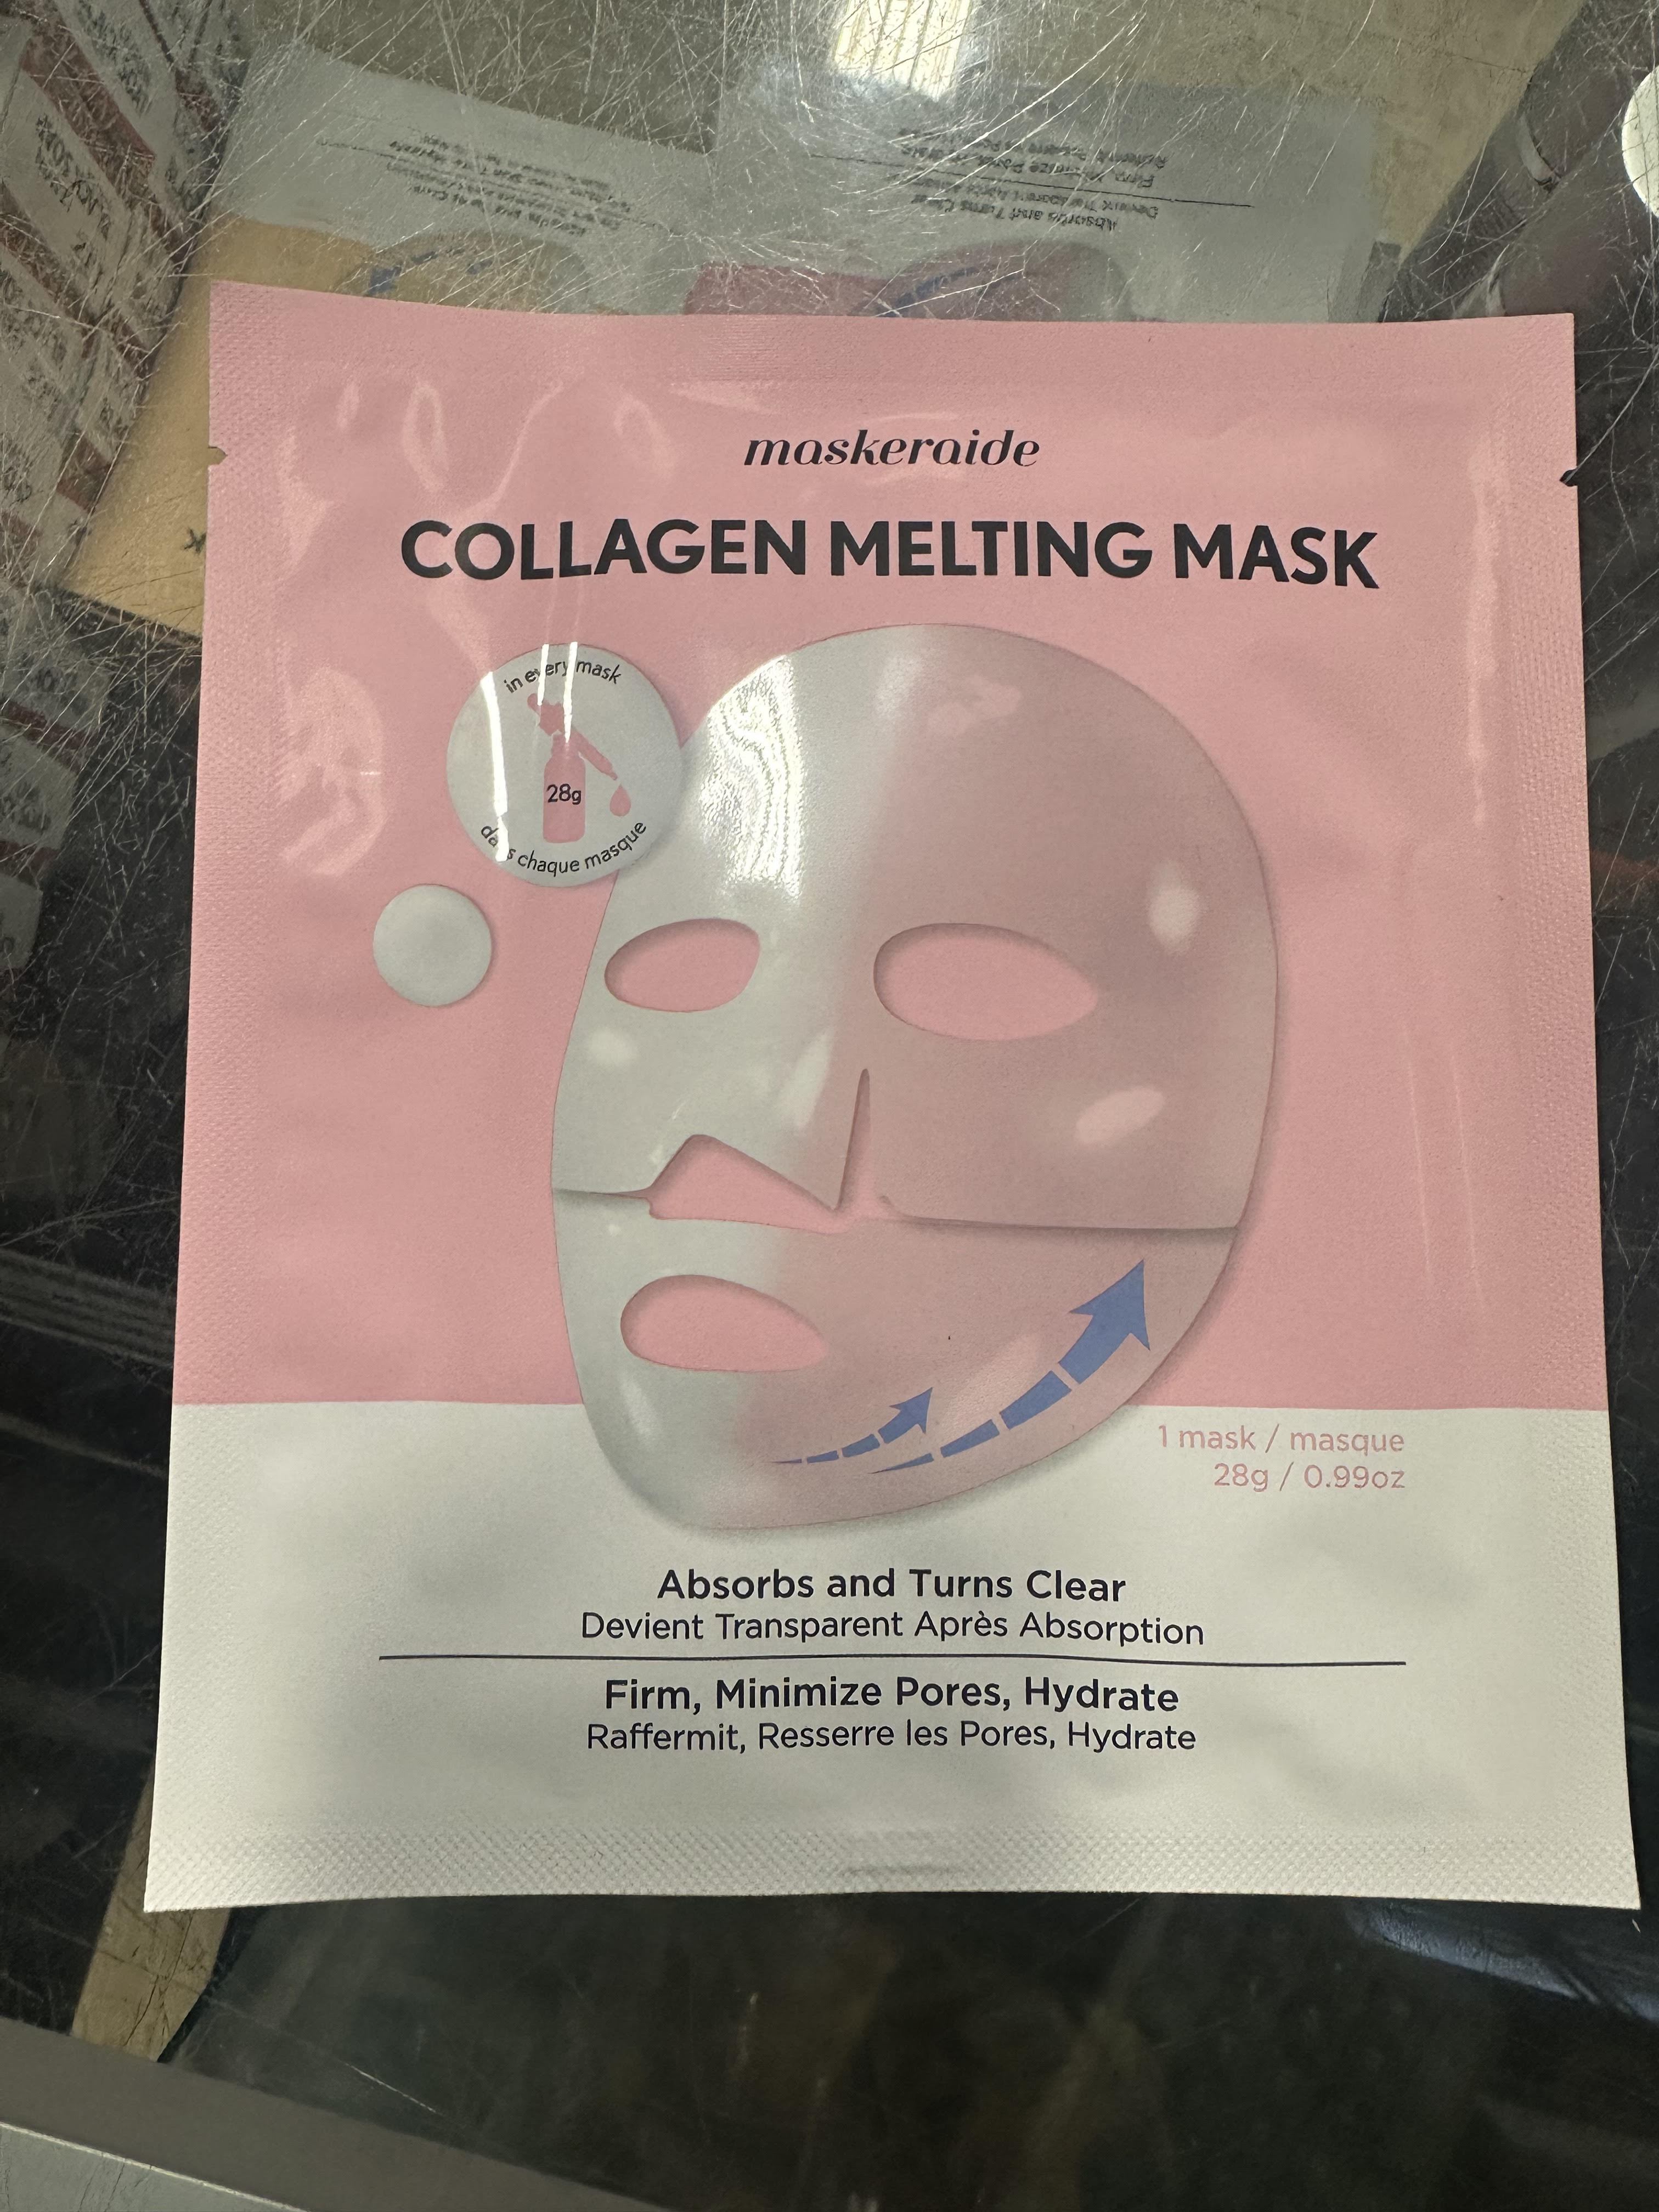 maskeraide
COLLAGEN MELTING MASK
in every mask
28g
dans chaque masque
1 mask / masque
28g / 0.99oz
Absorbs and Turns Clear
Devient Transparent Après Absorption
Firm, Minimize Pores, Hydrate
Raffermit, Resserre les Pores, Hydrate